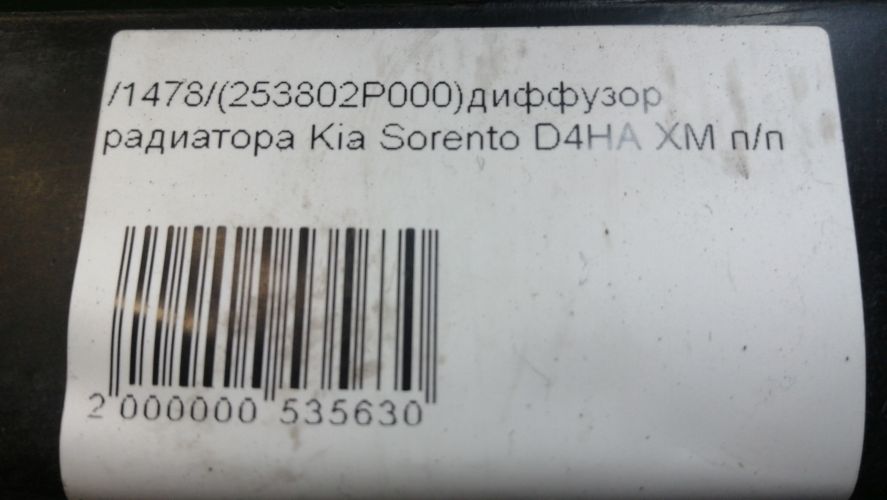 /1478/(253802P000)диффузор
радиатора Kia Sorento D4HA XM п/п
2 000000 535630